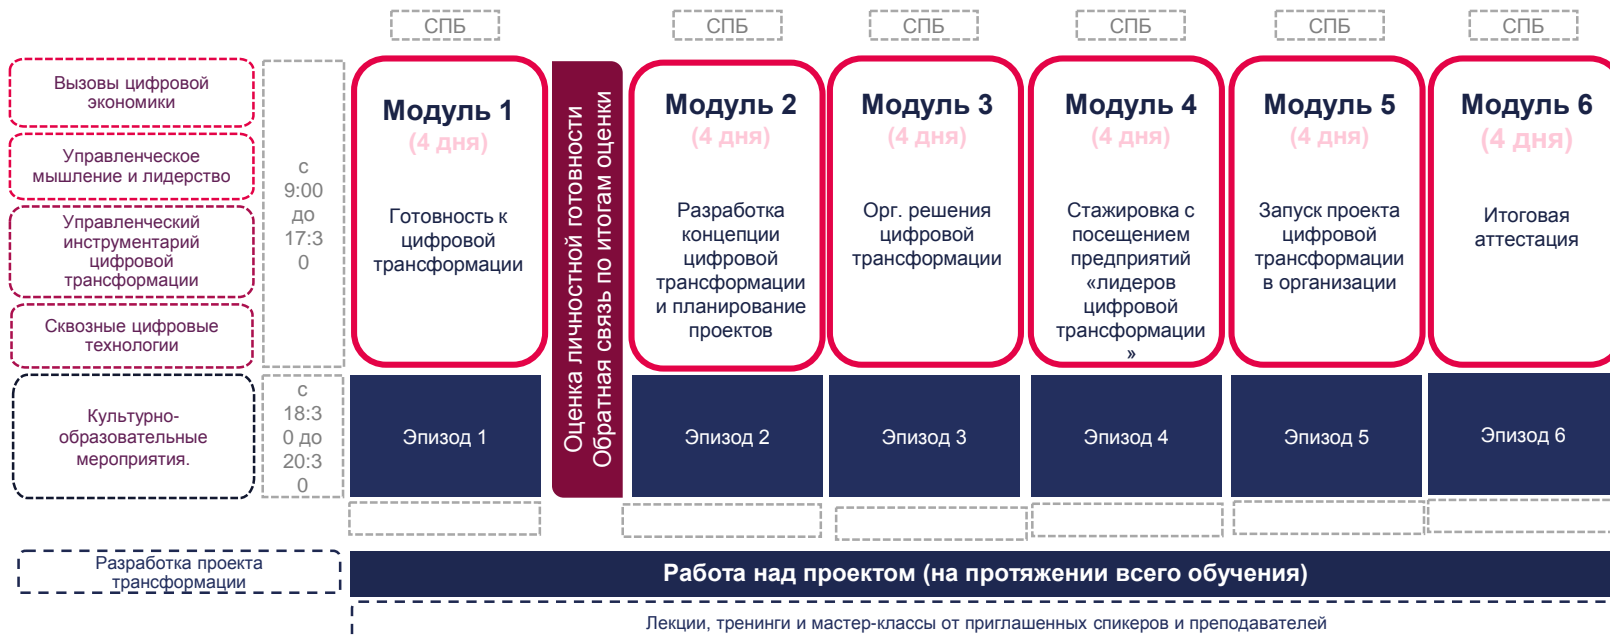 СПБ
СПБ
СПБ
СПБ
СПБ
СПБ
Вызовы цифровой
экономики
Управленческое
мышление и лидерство
Управленческий
инструментарий
цифровой
трансформации
Сквозные цифровые
технологии
Культурно-
образовательные
мероприятия.
с
9:00
до
17:3
0
с
18:3
0 до
20:3
0
Модуль 1
(4 дня)
Готовность к
цифровой
трансформации
Эпизод 1
Оценка личностной готовности
Обратная связь по итогам оценки
Модуль 2
(4 дня)
Разработка
концепции
цифровой
трансформации
и планирование
проектов
Эпизод 2
Модуль 3
(4 дня)
Орг. решения
цифровой
трансформации
Эпизод 3
Модуль 4
(4 дня)
Стажировка с
посещением
предприятий
«лидеров
цифровой
трансформации
»
Эпизод 4
Модуль 5
(4 дня)
Запуск проекта
цифровой
трансформации
в организации
Эпизод 5
Модуль 6
(4 дня)
Итоговая
аттестация
Эпизод 6
Разработка проекта
трансформации
Работа над проектом (на протяжении всего обучения)
Лекции, тренинги и мастер-классы от приглашенных спикеров и преподавателей